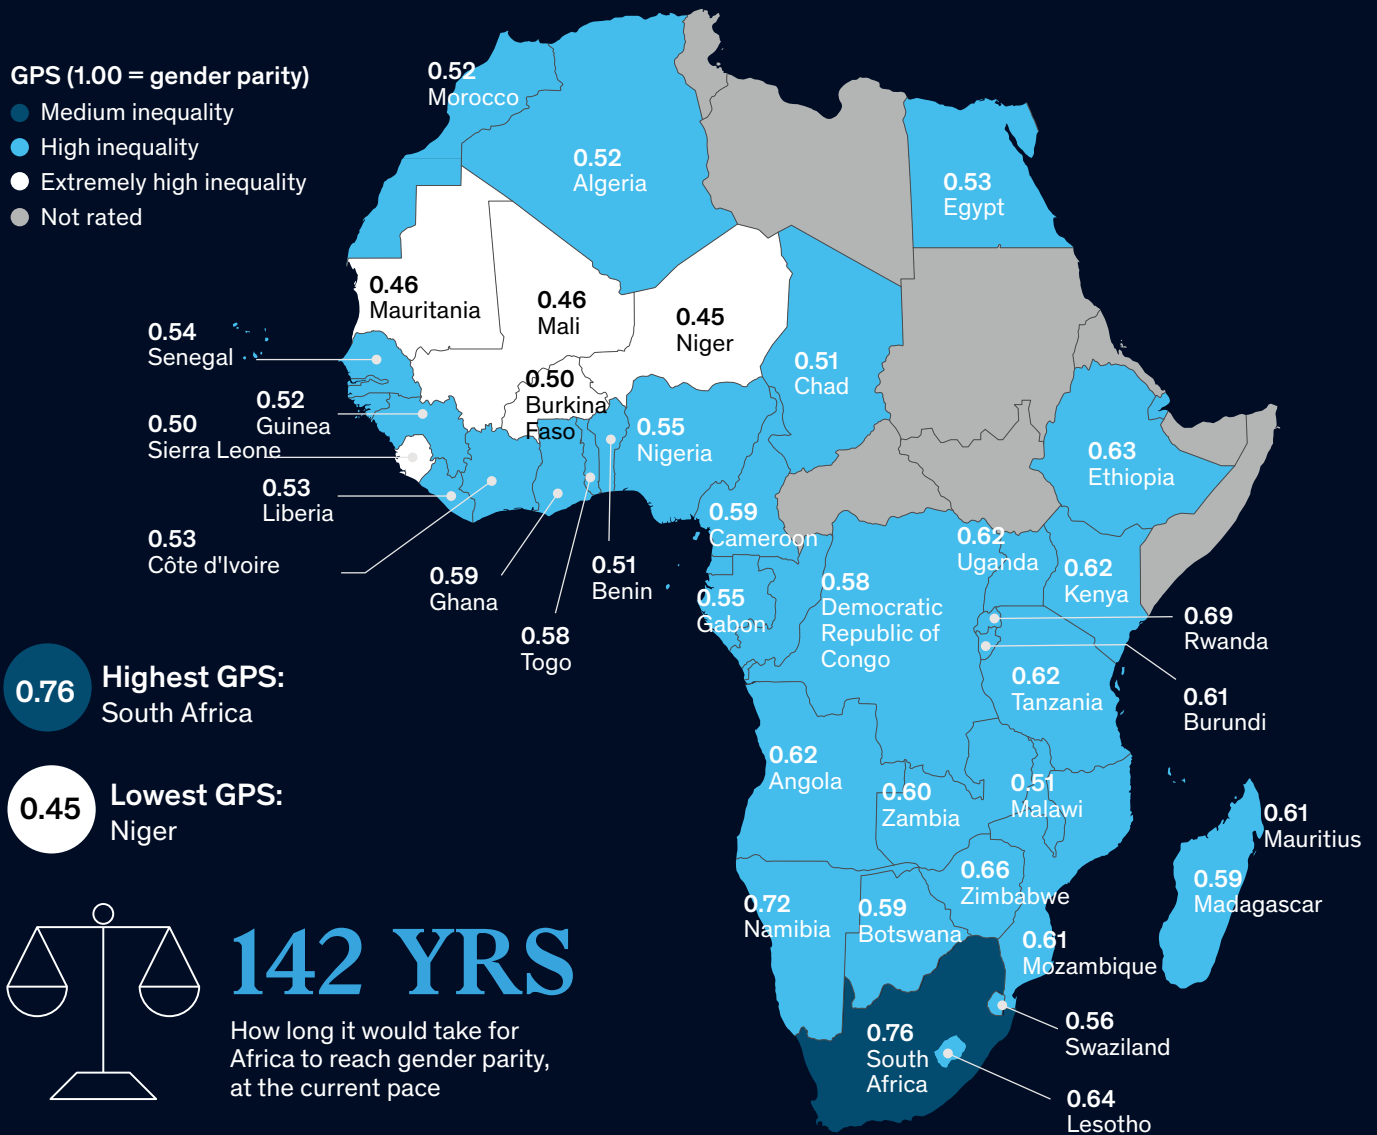 GPS (1.00 = gender parity)
Medium inequality
High inequality
Extremely high inequality
Not rated
0.52
Morocco
0.52
Algeria
0.53
Egypt
0.46
Mauritania
0.46
Mali
0.45
Niger
0.51
Chad
0.54
Senegal
0.52
Guinea
0.50
Sierra Leone
0.53
Liberia
0.53
Côte d'Ivoire
0.50
Burkina
Faso
0.55
Nigeria
0.63
Ethiopia
0.59
Ghana
0.58
Togo
0.51
Benin
0.59
Cameroon
0.55
Gabon
0.58
Democratic
Republic of
Congo
0.62
Uganda
0.62
Kenya
0.69
Rwanda
0.61
Burundi
0.62
Tanzania
0.62
Angola
0.60
Zambia
0.51
Malawi
0.61
Mauritius
0.59
Madagascar
0.66
Zimbabwe
0.72
Namibia
0.59
Botswana
0.61
Mozambique
0.56
Swaziland
0.76
South
Africa
0.64
Lesotho
0.76
Highest GPS:
South Africa
0.45
Lowest GPS:
Niger
142 YRS
How long it would take for
Africa to reach gender parity,
at the current pace